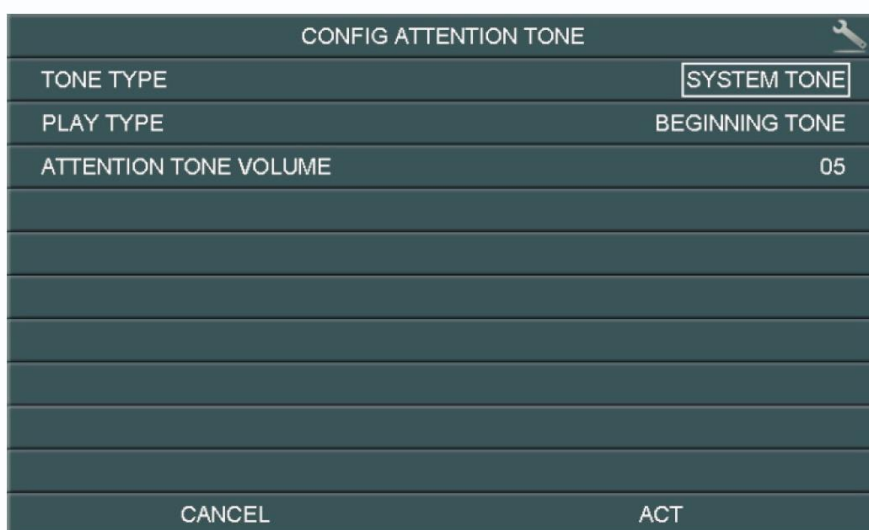 CONFIG ATTENTION TONE
TONE TYPE SYSTEM TONE
PLAY TYPE BEGINNING TONE
ATTENTION TONE VOLUME 05
CANCEL ACT